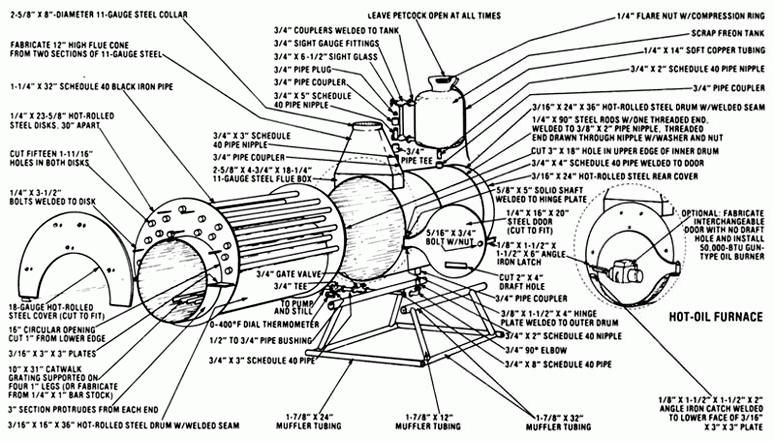 2-5/8" X 8"-DIAMETER 11-GAUGE STEEL COLLAR
FABRICATE 12" HIGH FLUE CONE
FROM TWO SECTIONS OF 11-GAUGE STEEL
1-1/4" X 32" SCHEDULE 40 BLACK IRON PIPE
1/4" X 23-5/8" HOT-ROLLED
STEEL DISKS, 30" APART
CUT FIFTEEN 1-11/16"
HOLES IN BOTH DISKS
1/4" X 3-1/2"
BOLTS WELDED TO DISK
18-GAUGE HOT-ROLLED
STEEL COVER (CUT TO FIT)
16" CIRCULAR OPENING
CUT 1" FROM LOWER EDGE
3/16" X 3" X 3" PLATES
10" X 31" CATWALK
GRATING SUPPORTED ON
FOUR 1" LEGS (OR FABRICATE
FROM 1/4" X 1" BAR STOCK)
3" SECTION PROTRUDES FROM EACH END
3/16" X 16" X 36" HOT-ROLLED STEEL DRUM W/WELDED SEAM
LEAVE PETCOCK OPEN AT ALL TIMES
3/4" COUPLERS WELDED TO TANK
3/4" SIGHT GAUGE FITTINGS
3/4" X 6-1/2" SIGHT GLASS
3/4" PIPE PLUG
3/4" PIPE COUPLER
3/4" X 5" SCHEDULE
40 PIPE NIPPLE
3/4" X 3" SCHEDULE
40 PIPE NIPPLE
3/4" PIPE COUPLER
2-5/8" X 4-3/4" X 18-1/4"
11-GAUGE STEEL FLUE BOX
3/4"
PIPE TEE
1/4" FLARE NUT W/COMPRESSION RING
SCRAP FREON TANK
1/4" X 14" SOFT COPPER TUBING
3/4" X 2" SCHEDULE 40 PIPE NIPPLE
3/4" PIPE COUPLER
3/16" X 24" X 36" HOT-ROLLED STEEL DRUM W/WELDED SEAM
1/4" X 90" STEEL RODS W/ONE THREADED END,
WELDED TO 3/8" X 2" PIPE NIPPLE, THREADED
END DRAWN THROUGH NIPPLE W/WASHER AND NUT
CUT 3" X 18" HOLE IN UPPER EDGE OF INNER DRUM
3/4" X 4" SCHEDULE 40 PIPE WELDED TO DOOR
3/16" X 24" HOT-ROLLED STEEL REAR COVER
5/8" X 5" SOLID SHAFT
WELDED TO HINGE PLATE
1/4" X 16" X 20"
STEEL DOOR
(CUT TO FIT)
5/16" X 3/4"
BOLT W/NUT
1/8" X 1-1/2" X
1-1/2" X 6" ANGLE
IRON LATCH
CUT 2" X 4"
DRAFT HOLE
3/4" PIPE COUPLER
3/8" X 1-1/2" X 4" HINGE
PLATE WELDED TO OUTER DRUM
3/4" X 2" SCHEDULE 40 NIPPLE
3/4" 90° ELBOW
3/4" X 8" SCHEDULE 40 PIPE
3/4" GATE VALVE
3/4" TEE
TO PUMP
AND STILL
0-400°F DIAL THERMOMETER
1/2" TO 3/4" PIPE BUSHING
3/4" X 3" SCHEDULE 40 PIPE
1-7/8" X 24"
MUFFLER TUBING
1-7/8" X 12"
MUFFLER TUBING
1-7/8" X 32"
MUFFLER TUBING
OPTIONAL: FABRICATE
INTERCHANGEABLE
DOOR WITH NO DRAFT
HOLE AND INSTALL
50,000-BTU GUN-
TYPE OIL BURNER
HOT-OIL FURNACE
1/8" X 1-1/2" X 1-1/2" X 2"
ANGLE IRON CATCH WELDED
TO LOWER FACE OF 3/16"
X 3" X 3" PLATE